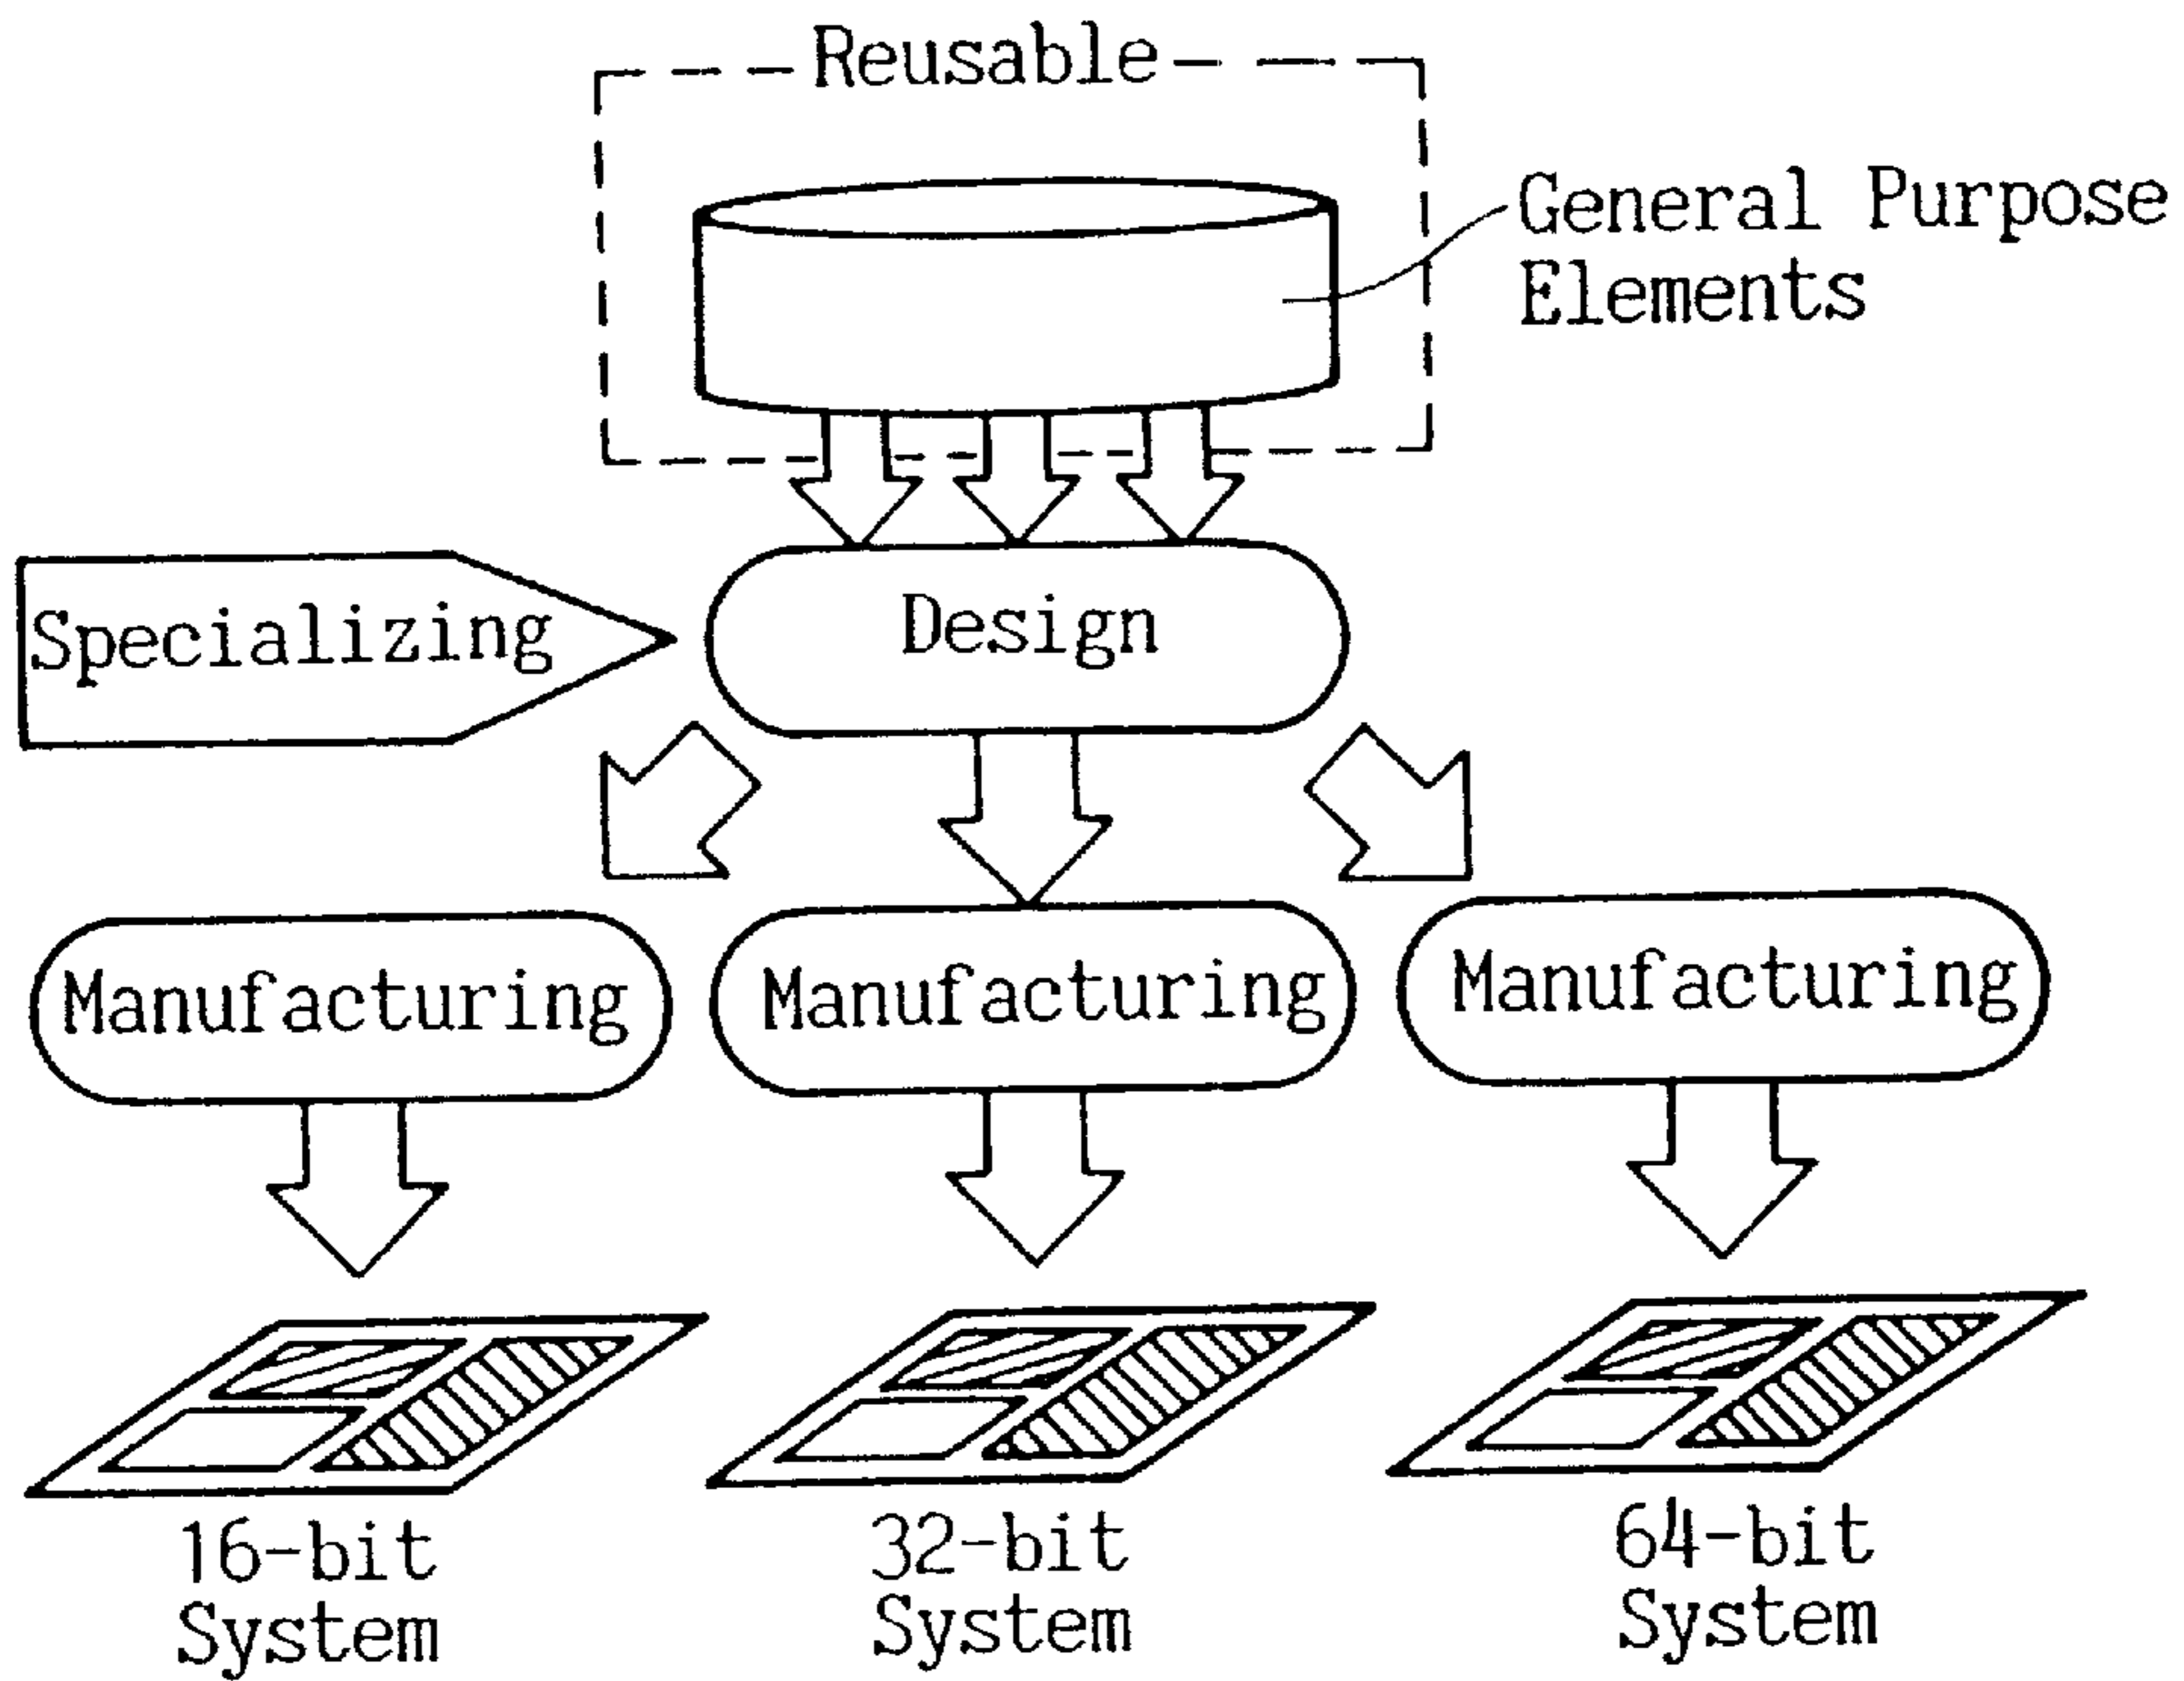 Reusable
General Purpose
Elements
Specializing
Design
Manufacturing
Manufacturing
Manufacturing
16-bit
System
32-bit
System
64-bit
System